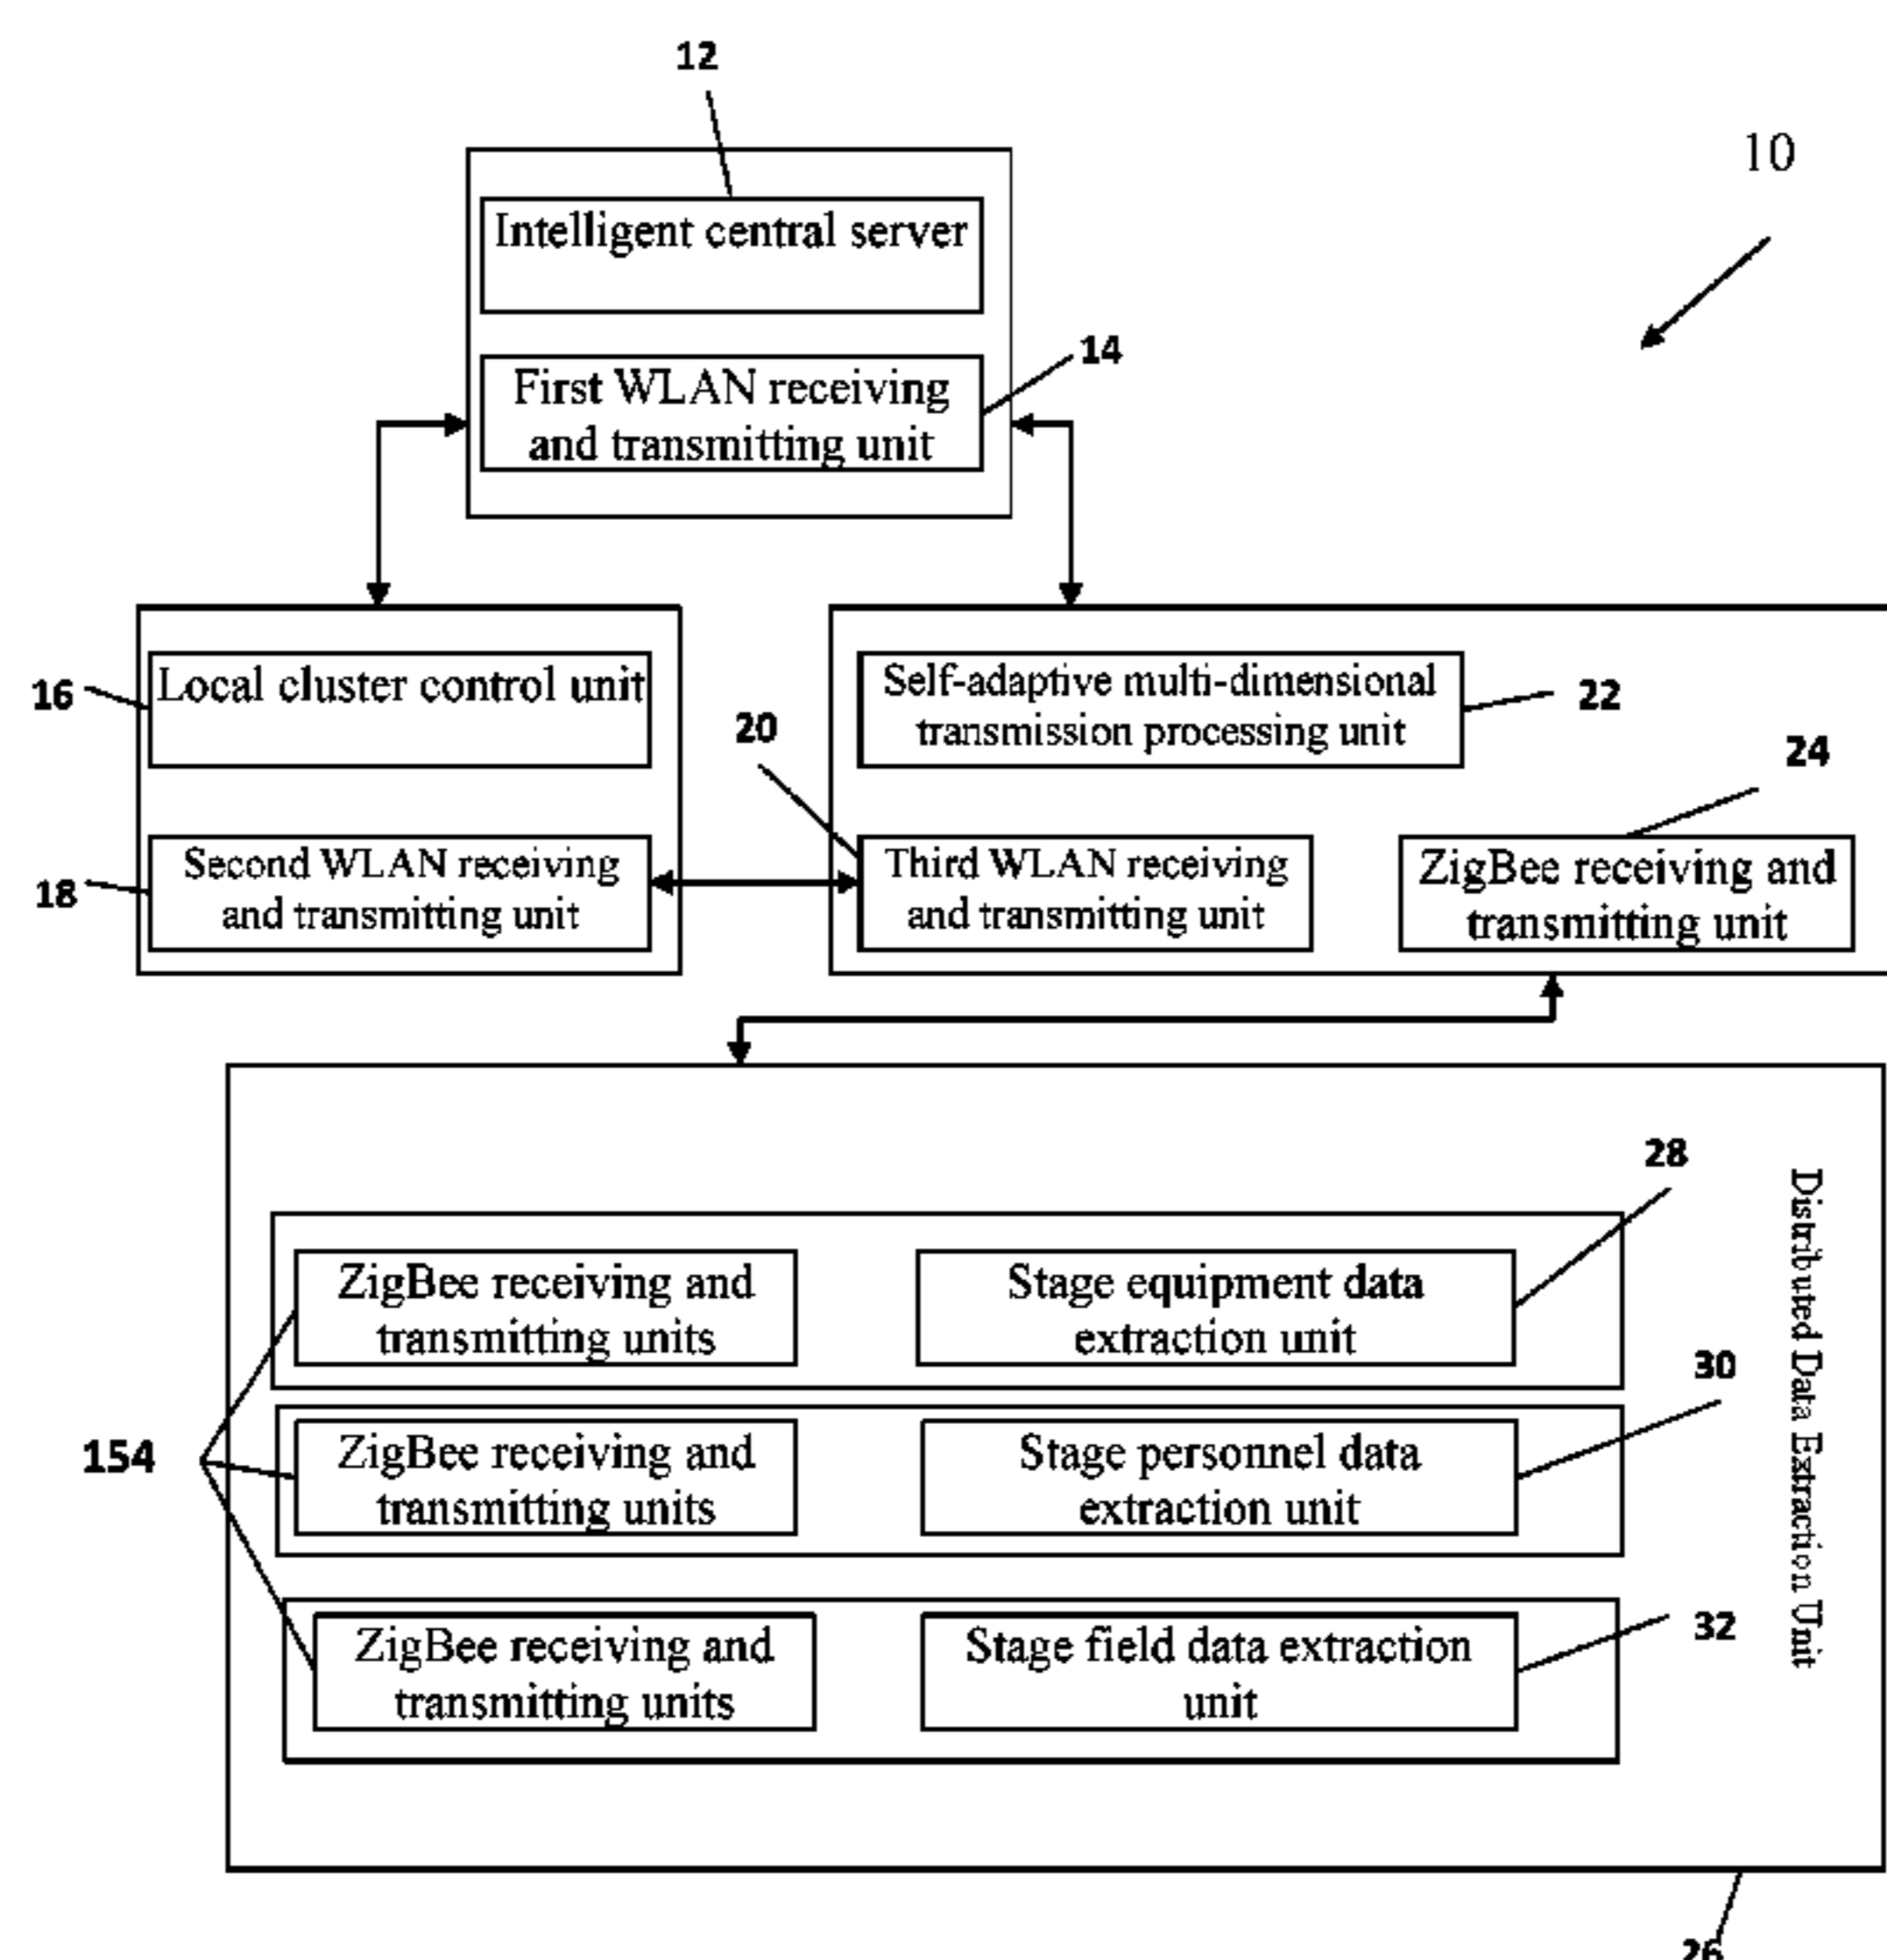 12
10
Intelligent central server
14
First WLAN receiving
and transmitting unit
16
Local cluster control unit
20
Self-adaptive multi-dimensional
transmission processing unit
22
24
18
Second WLAN receiving
and transmitting unit
Third WLAN receiving
and transmitting unit
ZigBee receiving and
transmitting unit
28
ZigBee receiving and
transmitting units
Stage equipment data
extraction unit
30
154
ZigBee receiving and
transmitting units
Stage personnel data
extraction unit
32
ZigBee receiving and
transmitting units
Stage field data extraction
unit
Distributed Data Extraction Unit
26